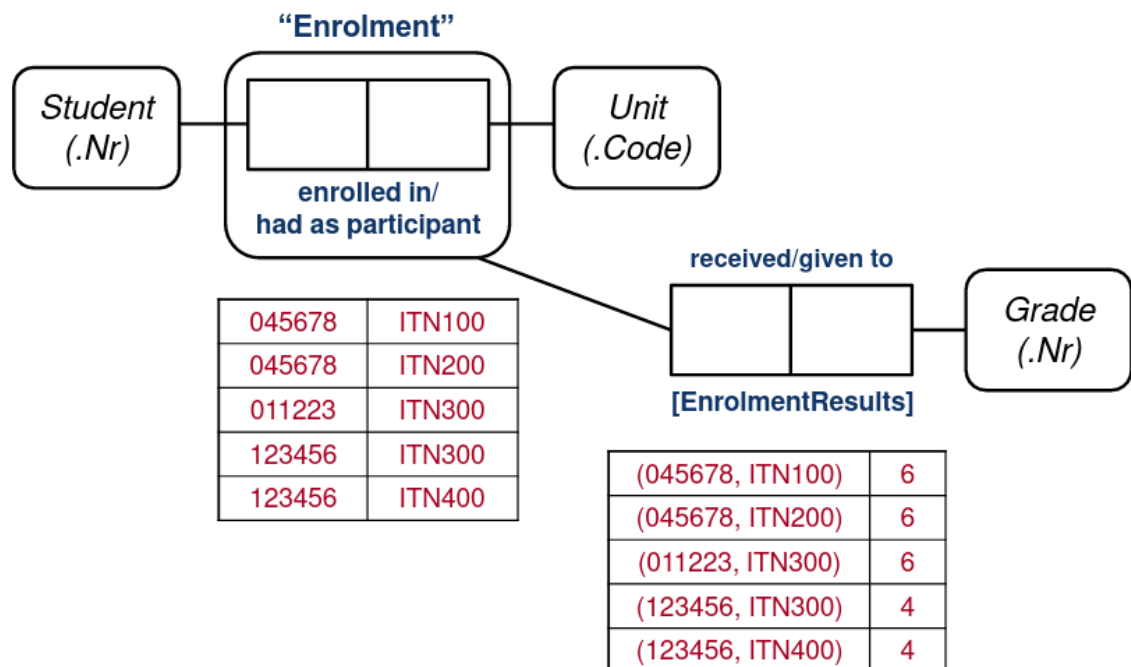 “Enrolment”
Student
(.Nr)
Unit
(.Code)
enrolled in/
had as participant
received/given to
Grade
(.Nr)
[EnrolmentResults]
045678 ITN100
045678 ITN200
011223 ITN300
123456 ITN300
123456 ITN400
(045678, ITN100) 6
(045678, ITN200) 6
(011223, ITN300) 6
(123456, ITN300) 4
(123456, ITN400) 4